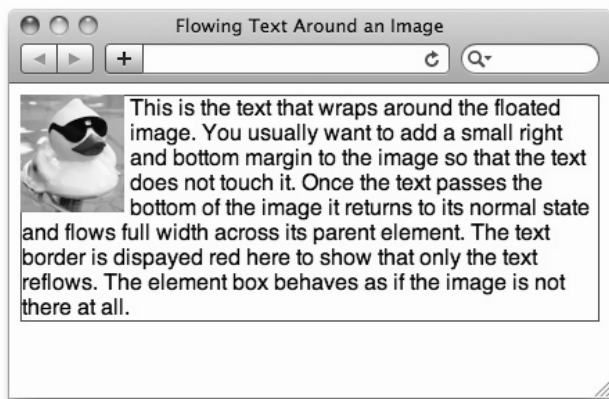 Flowing Text Around an Image
This is the text that wraps around the floated
image. You usually want to add a small right
and bottom margin to the image so that the text
does not touch it. Once the text passes the
bottom of the image it returns to its normal state
and flows full width across its parent element. The text
border is dispayed red here to show that only the text
reflows. The element box behaves as if the image is not
there at all.